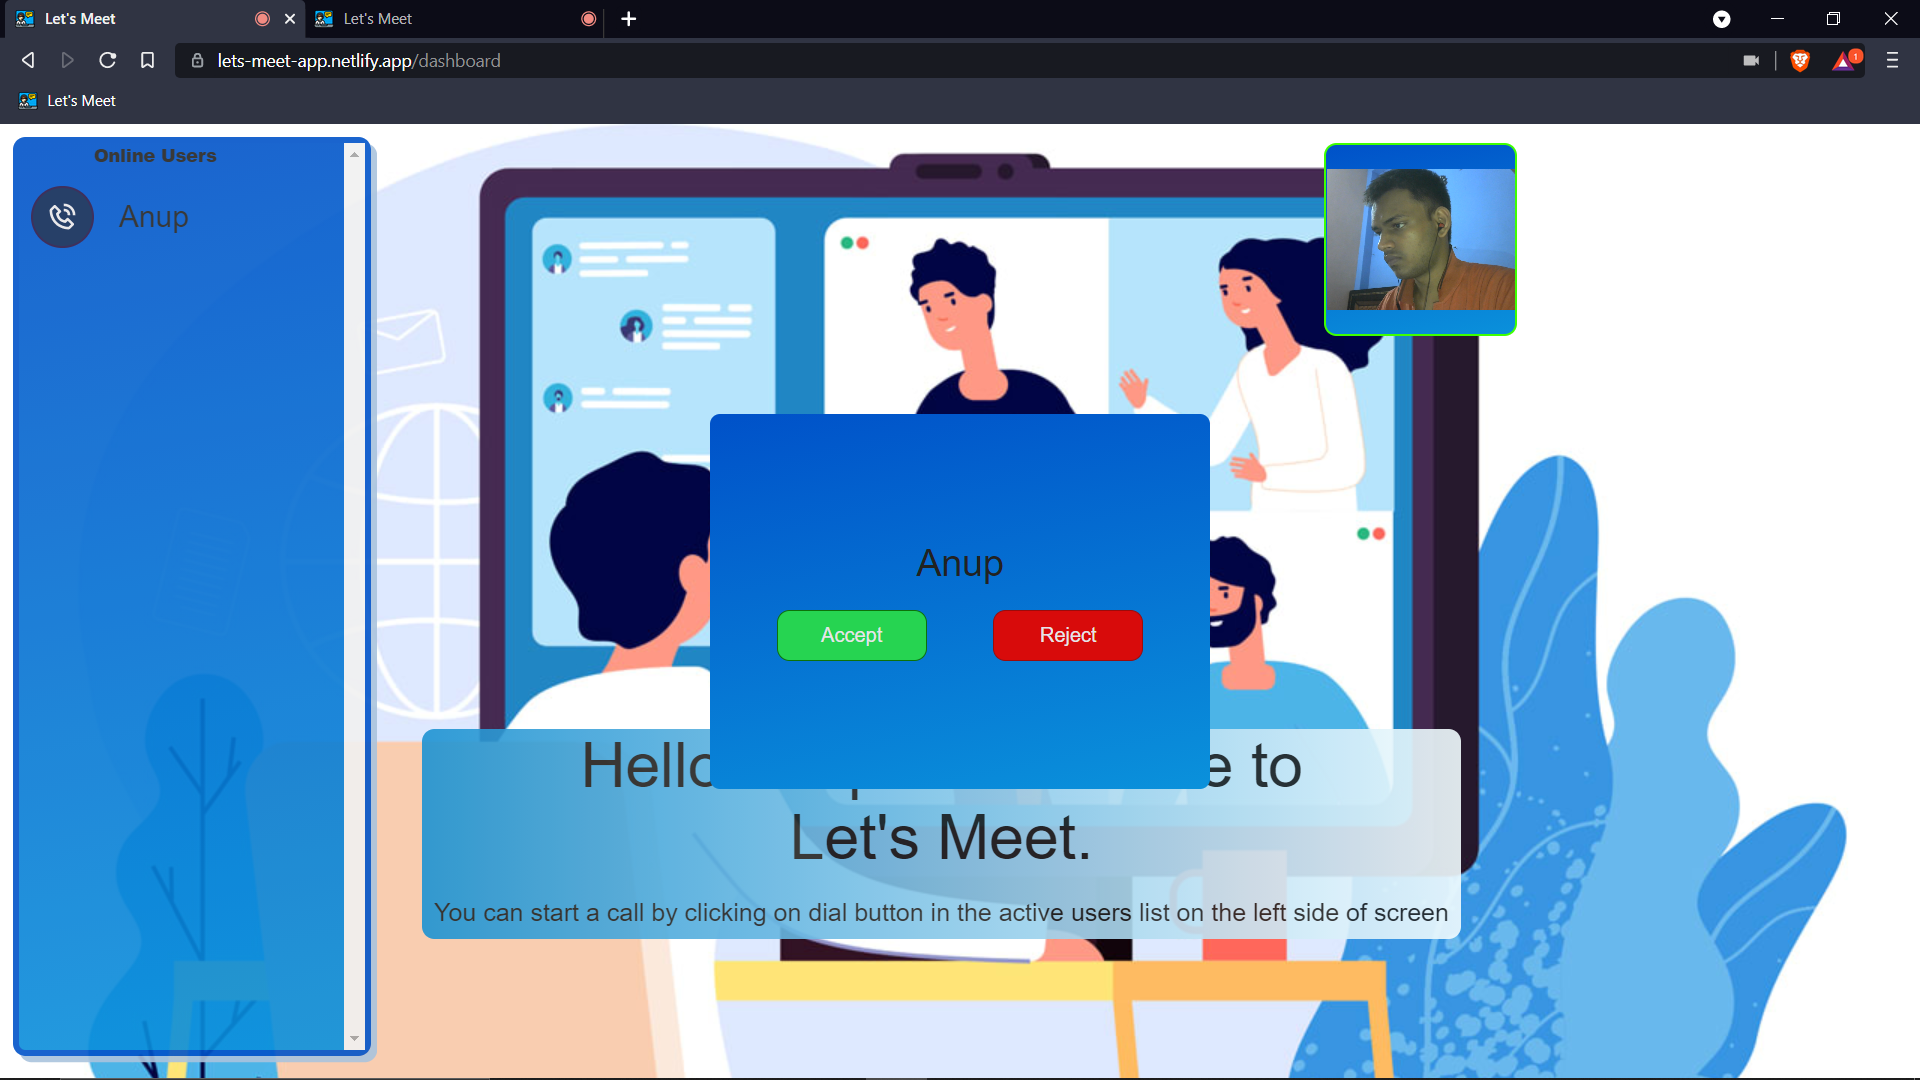 Let's Meet
Let's Meet
lets-meet-app.netlify.app/dashboard
1
Let's Meet
Online Users
Anup
Anup
Accept
Reject
e to
Let's Meet.
You can start a call by clicking on dial button in the active users list on the left side of screen